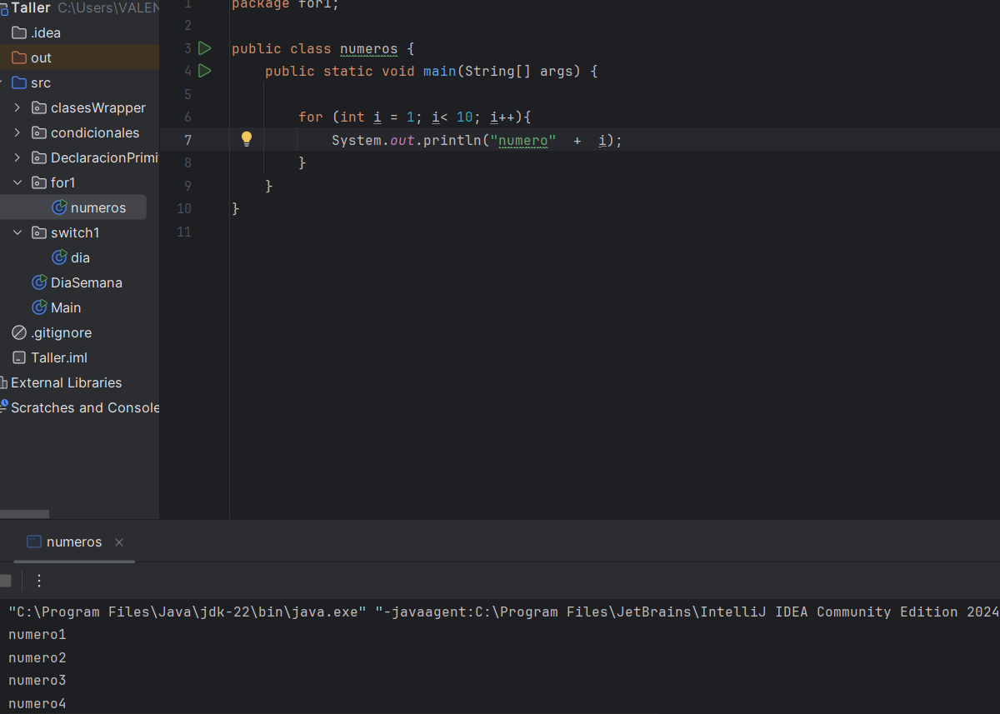 Taller C:\Users\VALEN
.idea
out
src
clasesWrapper
condicionales
DeclaracionPrimi
for1
numeros
switch1
dia
DiaSemana
Main
.gitignore
Taller.iml
External Libraries
Scratches and Console
1 package for1;
2
3 public class numeros {
4 public static void main(String[] args) {
5
6 for (int i = 1; i< 10; i++){
7 System.out.println("numero" + i);
8 }
9 }
10 }
11
numeros
"C:\Program Files\Java\jdk-22\bin\java.exe" "-javaagent:C:\Program Files\JetBrains\IntelliJ IDEA Community Edition 2024
numero1
numero2
numero3
numero4